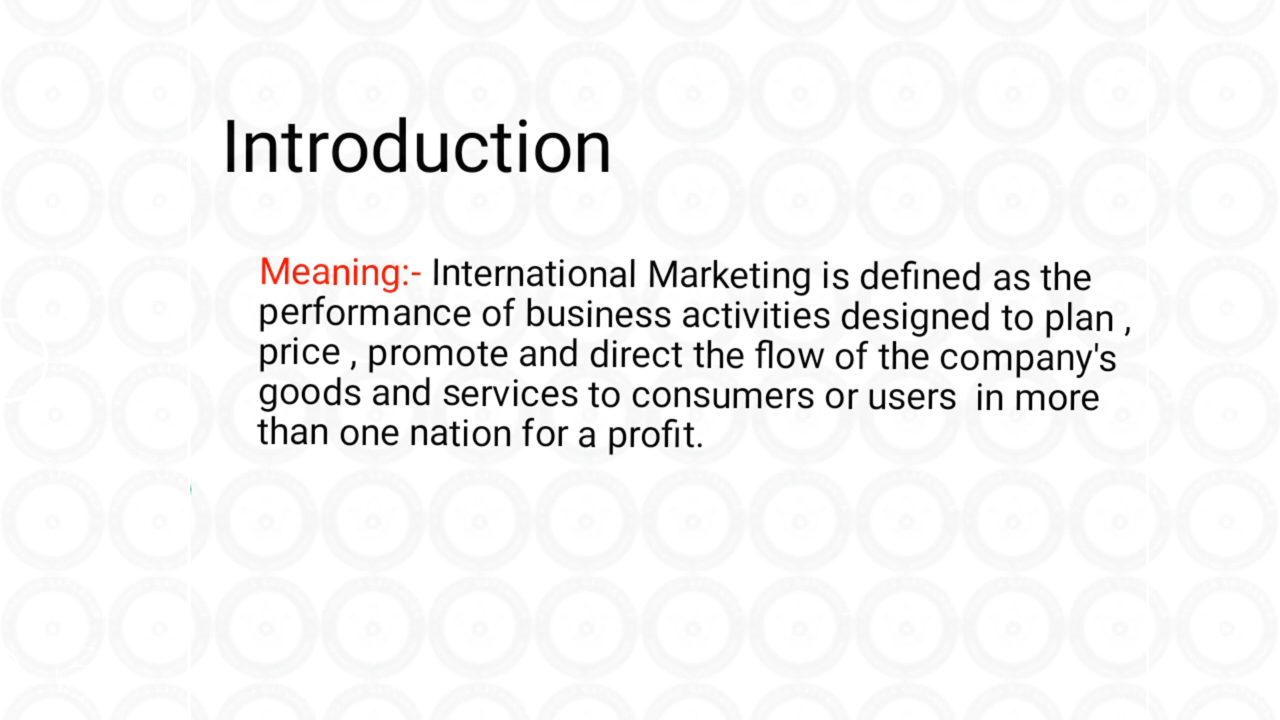 Introduction
Meaning:- International Marketing is defined as the
performance of business activities designed to plan ,
price , promote and direct the flow of the company's
goods and services to consumers or users  in more
than one nation for a profit.